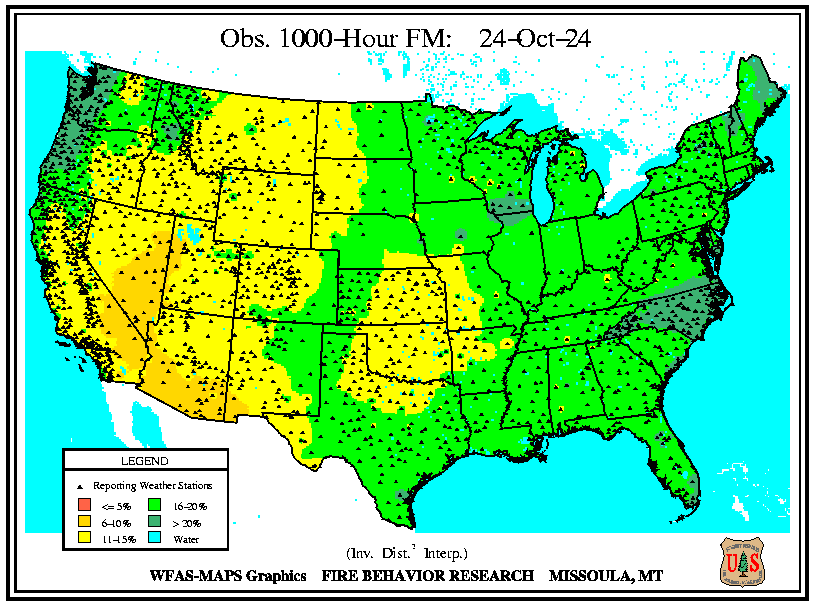 Obs. 1000-Hour FM: 24-Oct-24
LEGEND
Reporting Weather Stations
<= 5% 16-20%
6-10% > 20%
11-15% Water
(Inv. Dist.² Interp.)
WFAS-MAPS Graphics FIRE BEHAVIOR RESEARCH MISSOULA, MT
U S